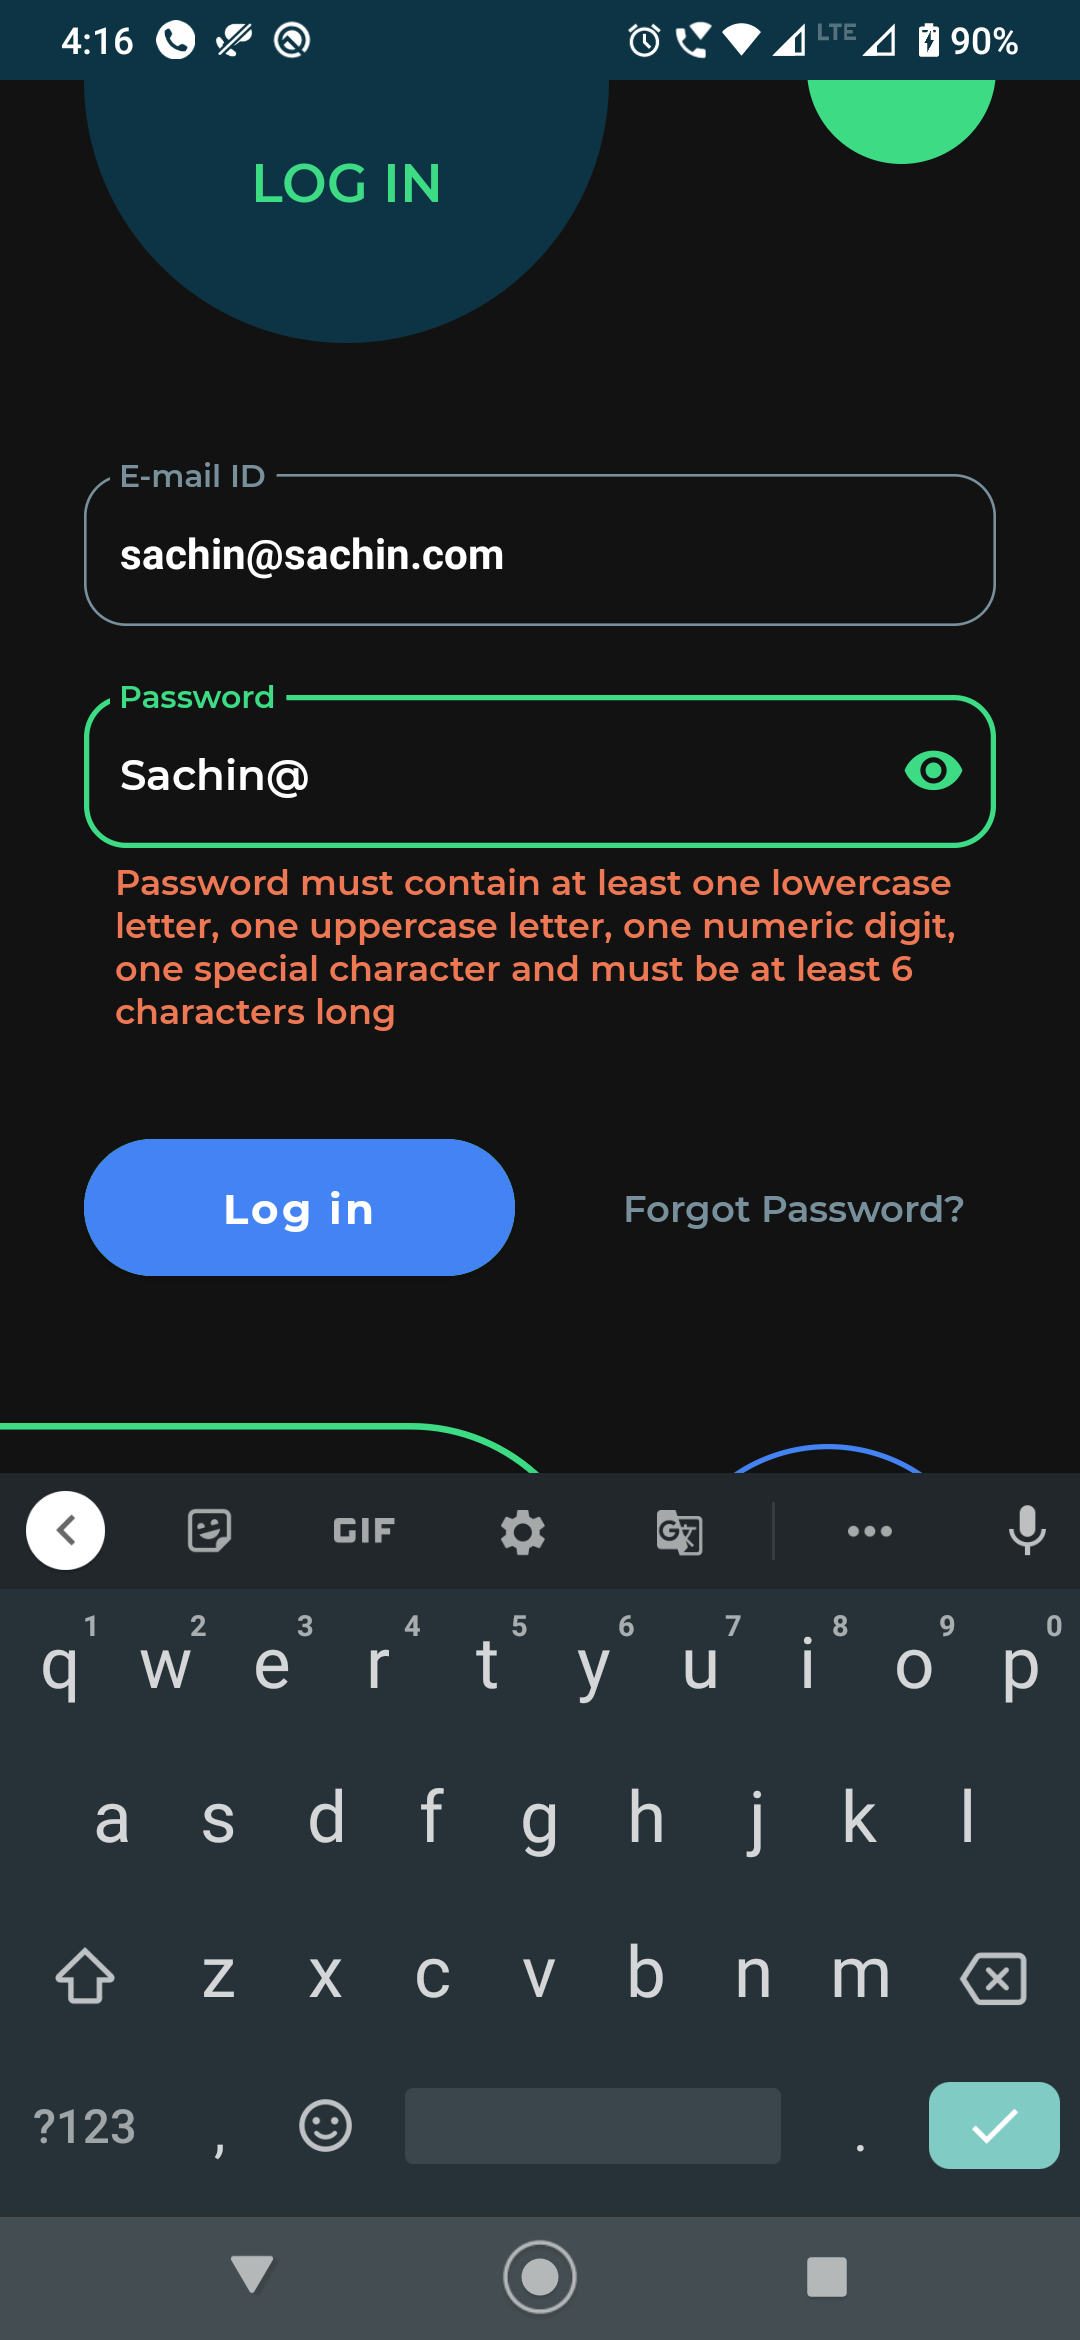 4:16 LTE 90%
LOG IN
E-mail ID
sachin@sachin.com
Password
Sachin@
Password must contain at least one lowercase
letter, one uppercase letter, one numeric digit,
one special character and must be at least 6
characters long
Log in Forgot Password?
GIF
1 2 3 4 5 6 7 8 9 0
q w e r t y u i o p
a s d f g h j k l
z x c v b n m
?123 , .